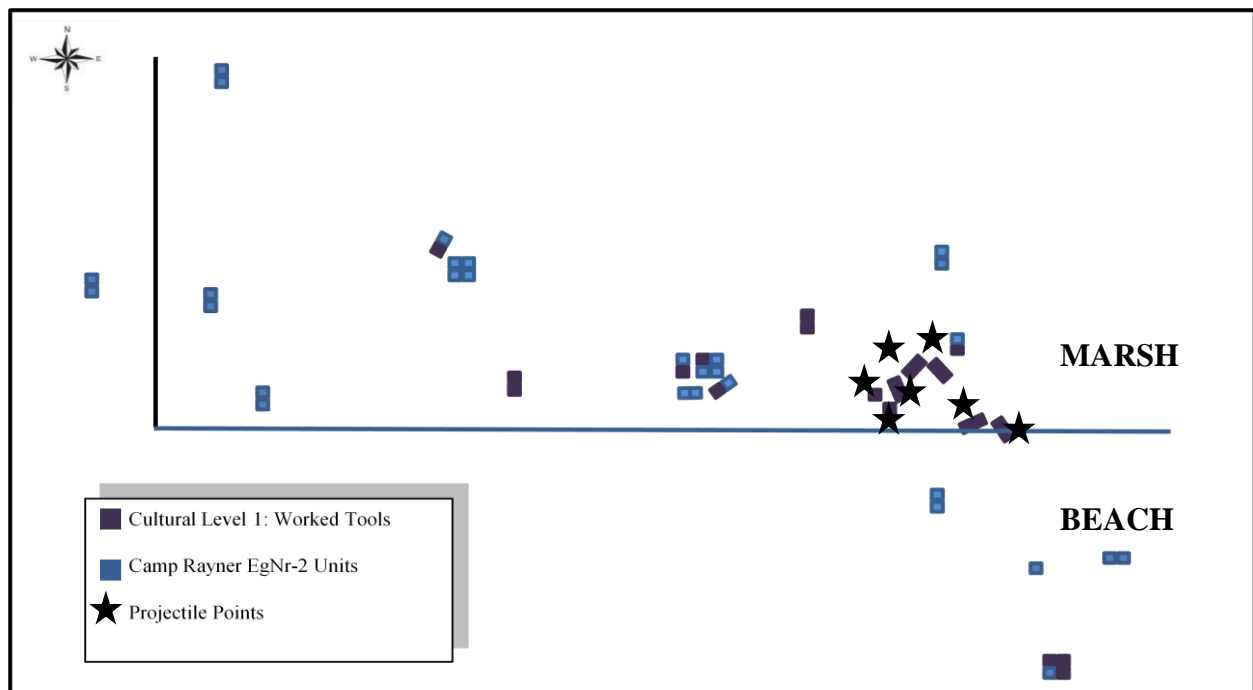 N
W E
S
MARSH
BEACH
Cultural Level 1: Worked Tools
Camp Rayner EgNr-2 Units
Projectile Points